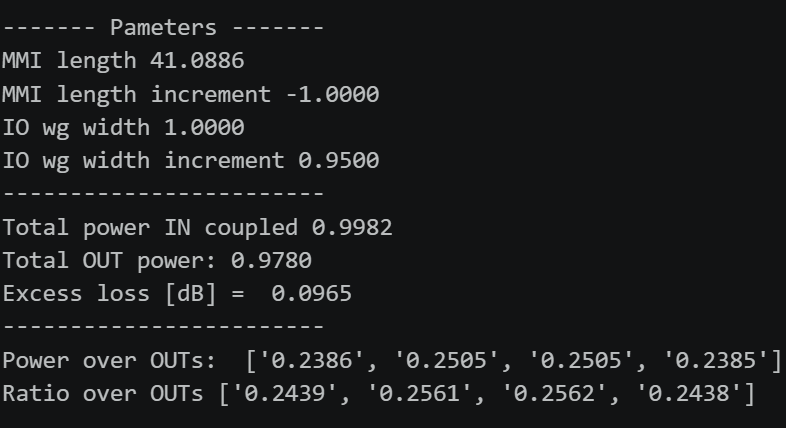 ------- Pameters -------
MMI length 41.0886
MMI length increment -1.0000
IO wg width 1.0000
IO wg width increment 0.9500
------------------------
Total power IN coupled 0.9982
Total OUT power: 0.9780
Excess loss [dB] =  0.0965
------------------------
Power over OUTs:  ['0.2386', '0.2505', '0.2505', '0.2385']
Ratio over OUTs ['0.2439', '0.2561', '0.2562', '0.2438']